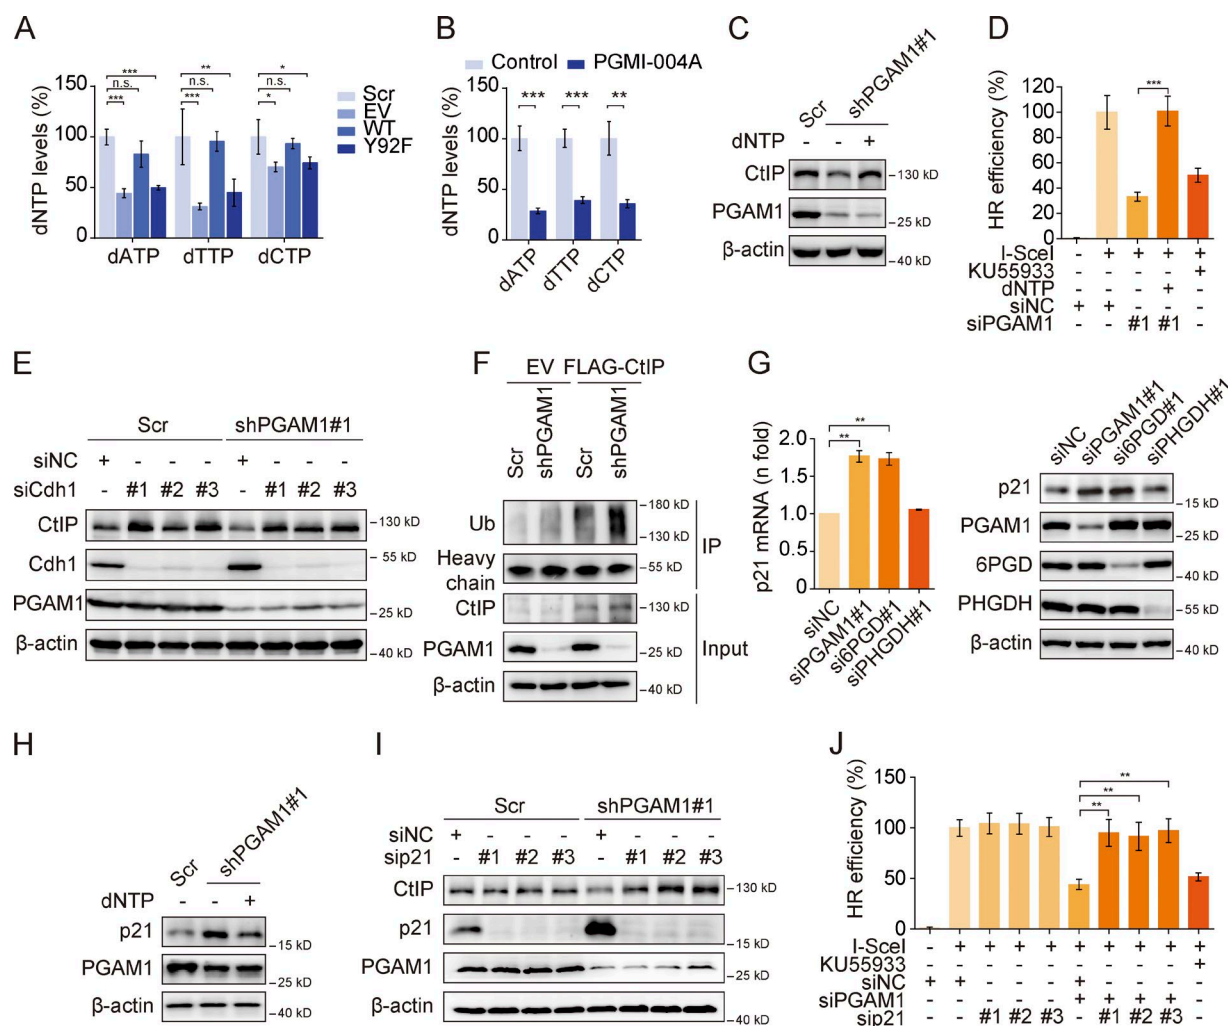 A
dNTP levels (%)
150
100
50
0
***
n.s.
***
**
n.s.
***
*
n.s.
*
Scr
EV
WT
Y92F
dATP dTTP dCTP
B
Control PGMI-004A
dNTP levels (%)
150
100
50
0
*** *** **
dATP dTTP dCTP
C
Scr shPGAM1#1
dNTP - - +
CtIP 130 kD
PGAM1 25 kD
β-actin 40 kD
D
HR efficiency (%)
120
100
80
60
40
20
0
***
I-SceI - + + + +
KU55933 - - - - +
dNTP - - - + -
siNC + + - - -
siPGAM1 - - #1 #1 -
E
Scr shPGAM1#1
siNC + - - - + - - -
siCdh1 - #1 #2 #3 - #1 #2 #3
CtIP 130 kD
Cdh1 55 kD
PGAM1 25 kD
β-actin 40 kD
F
EV FLAG-CtIP
Scr shPGAM1 Scr shPGAM1
Ub 180 kD
130 kD
Heavy chain 55 kD
IP
CtIP 130 kD
PGAM1 25 kD
β-actin 40 kD
Input
G
p21 mRNA (n fold)
2.0
1.5
1.0
0.5
0
**
**
siNC siPGAM1#1 si6PGD#1 siPHGDH#1
siNC siPGAM1#1 si6PGD#1 siPHGDH#1
p21 15 kD
PGAM1 25 kD
6PGD 40 kD
PHGDH 55 kD
β-actin 40 kD
H
Scr shPGAM1#1
dNTP - - +
p21 15 kD
PGAM1 25 kD
β-actin 40 kD
I
Scr shPGAM1#1
siNC + - - - + - - -
sip21 - #1 #2 #3 - #1 #2 #3
CtIP 130 kD
p21 15 kD
PGAM1 25 kD
β-actin 40 kD
J
HR efficiency (%)
150
100
50
0
**
**
**
I-SceI - + + + + + + + + +
KU55933 - - - - - - - - - +
siNC + + - - - + - - - -
siPGAM1 - - - - - + + + + -
sip21 - - #1 #2 #3 - #1 #2 #3 -